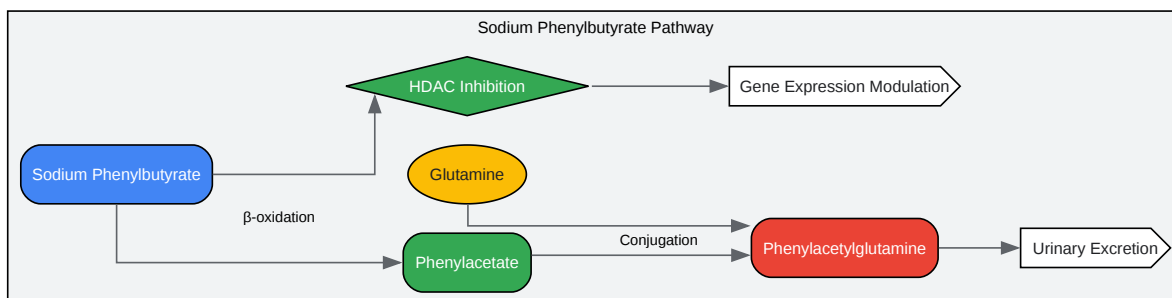 Sodium Phenylbutyrate Pathway
HDAC Inhibition
Gene Expression Modulation
Sodium Phenylbutyrate
Glutamine
β-oxidation
Conjugation
Phenylacetate
Phenylacetylglutamine
Urinary Excretion